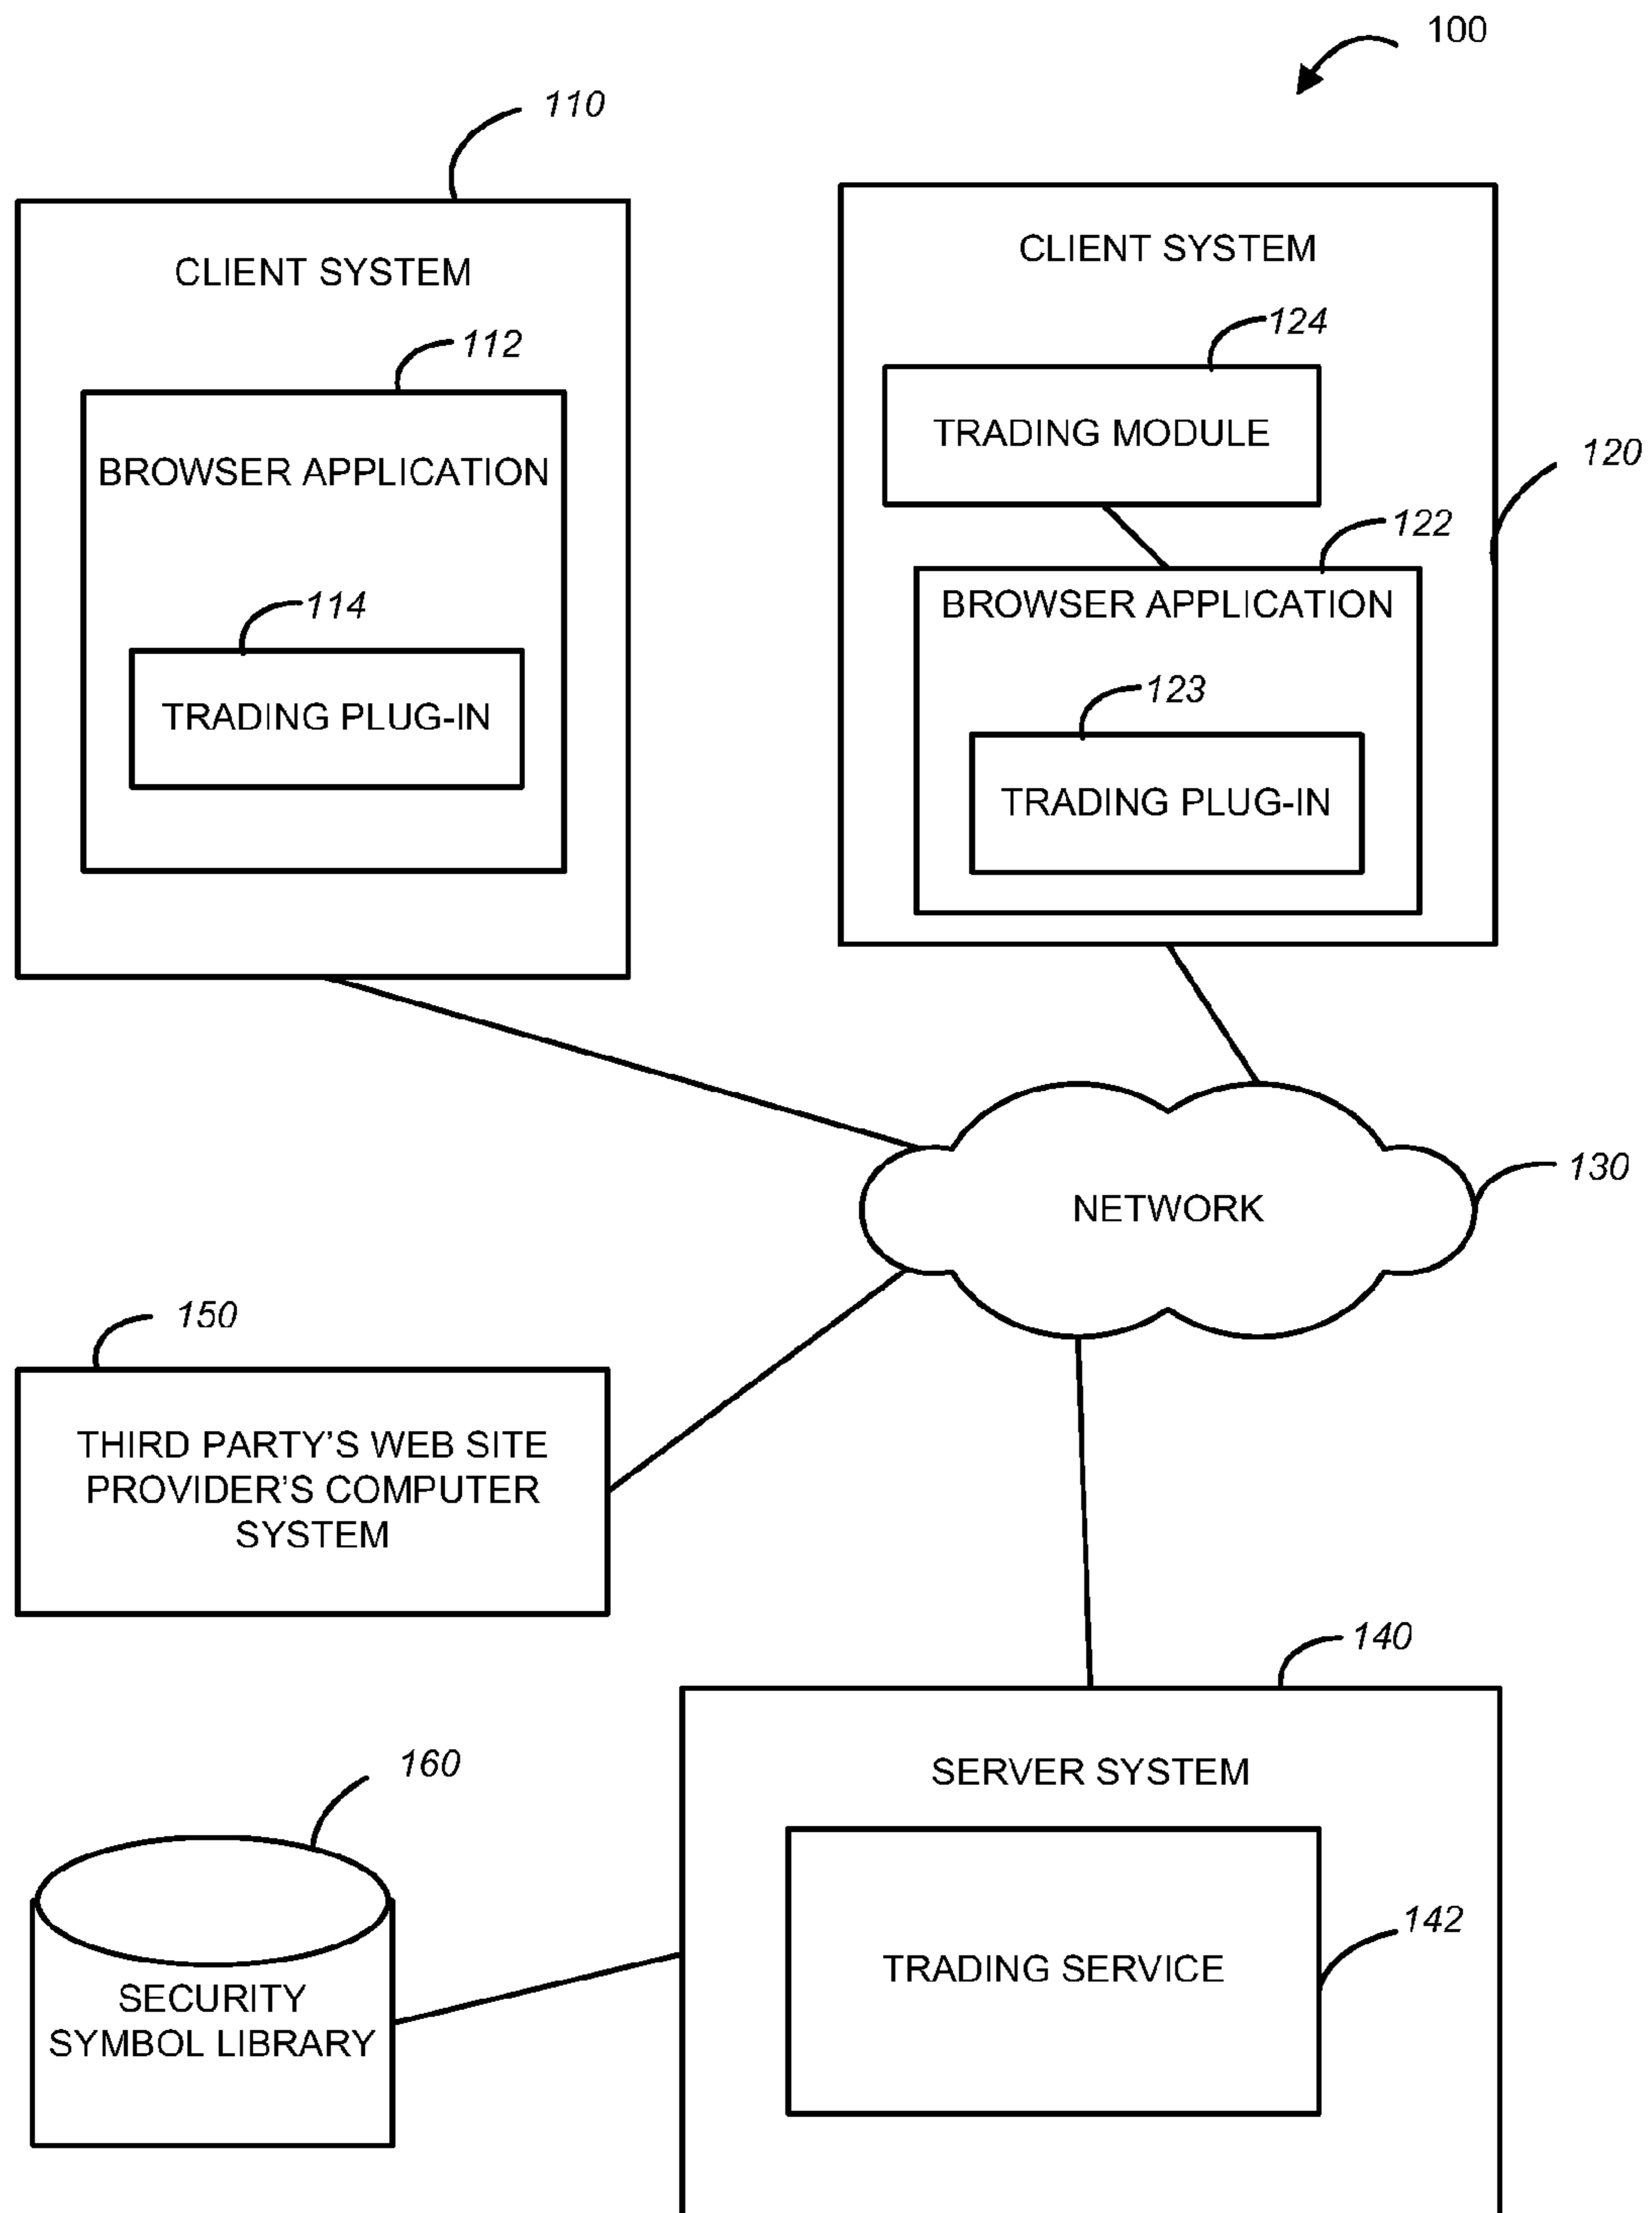 100
110
CLIENT SYSTEM
112
BROWSER APPLICATION
114
TRADING PLUG-IN
CLIENT SYSTEM
124
TRADING MODULE
120
122
BROWSER APPLICATION
123
TRADING PLUG-IN
NETWORK
130
150
THIRD PARTY’S WEB SITE
PROVIDER’S COMPUTER
SYSTEM
140
SERVER SYSTEM
160
SECURITY
SYMBOL LIBRARY
142
TRADING SERVICE